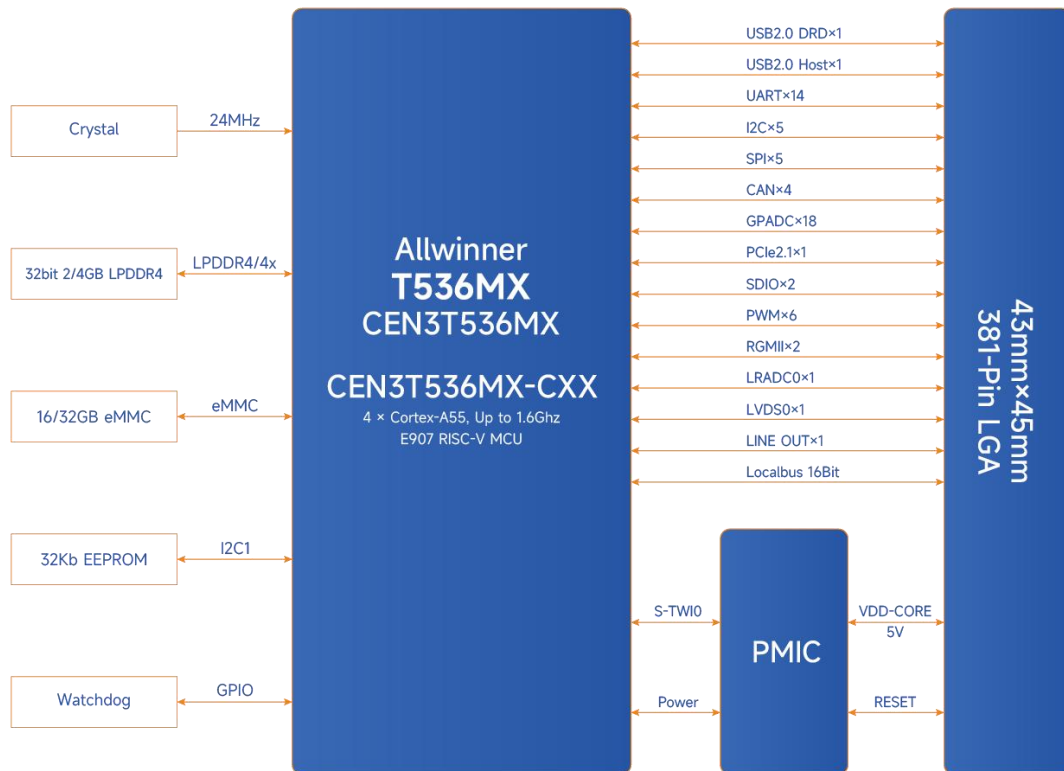 Crystal
24MHz
32bit 2/4GB LPDDR4
LPDDR4/4x
16/32GB eMMC
eMMC
32Kb EEPROM
I2C1
Watchdog
GPIO
Allwinner
T536MX
CEN3T536MX
CEN3T536MX-CXX
4 × Cortex-A55, Up to 1.6Ghz
E907 RISC-V MCU
USB2.0 DRD×1
USB2.0 Host×1
UART×14
I2C×5
SPI×5
CAN×4
GPADC×18
PCIe2.1×1
SDIO×2
PWM×6
RGMII×2
LRADC0×1
LVDS0×1
LINE OUT×1
Localbus 16Bit
S-TWI0
Power
PMIC
VDD-CORE
5V
RESET
43mm×45mm
381-Pin LGA